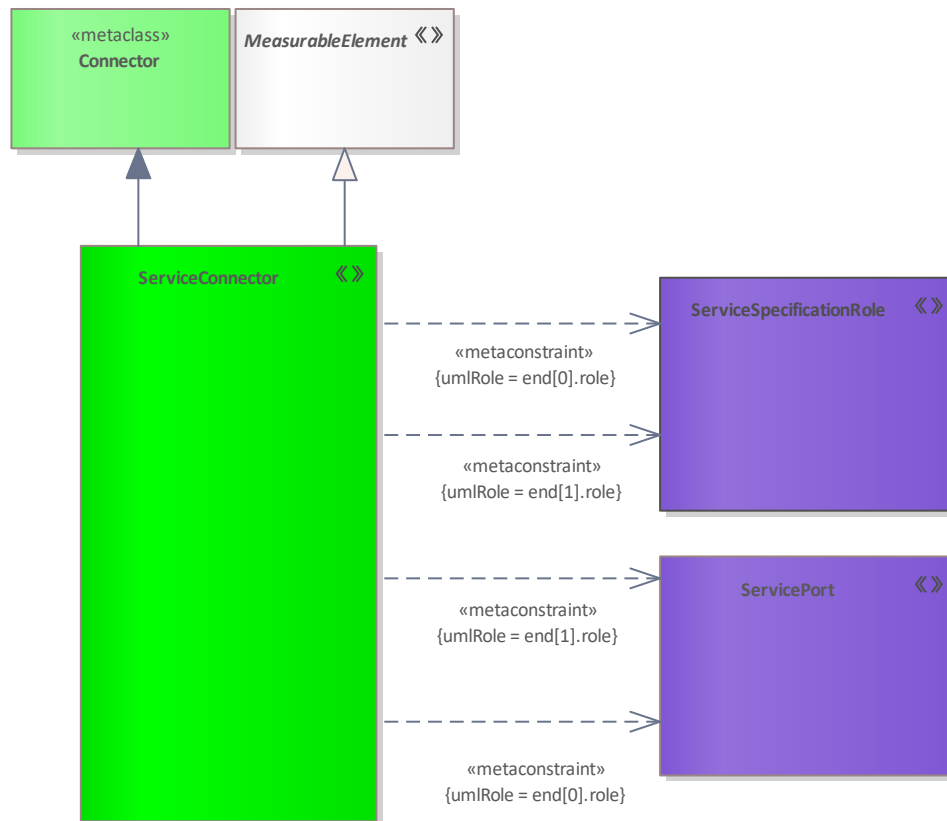 «metaclass»
Connector
MeasurableElement «»
ServiceConnector «»
ServiceSpecificationRole «»
«metaconstraint»
{umlRole = end[0].role}
«metaconstraint»
{umlRole = end[1].role}
ServicePort «»
«metaconstraint»
{umlRole = end[1].role}
«metaconstraint»
{umlRole = end[0].role}